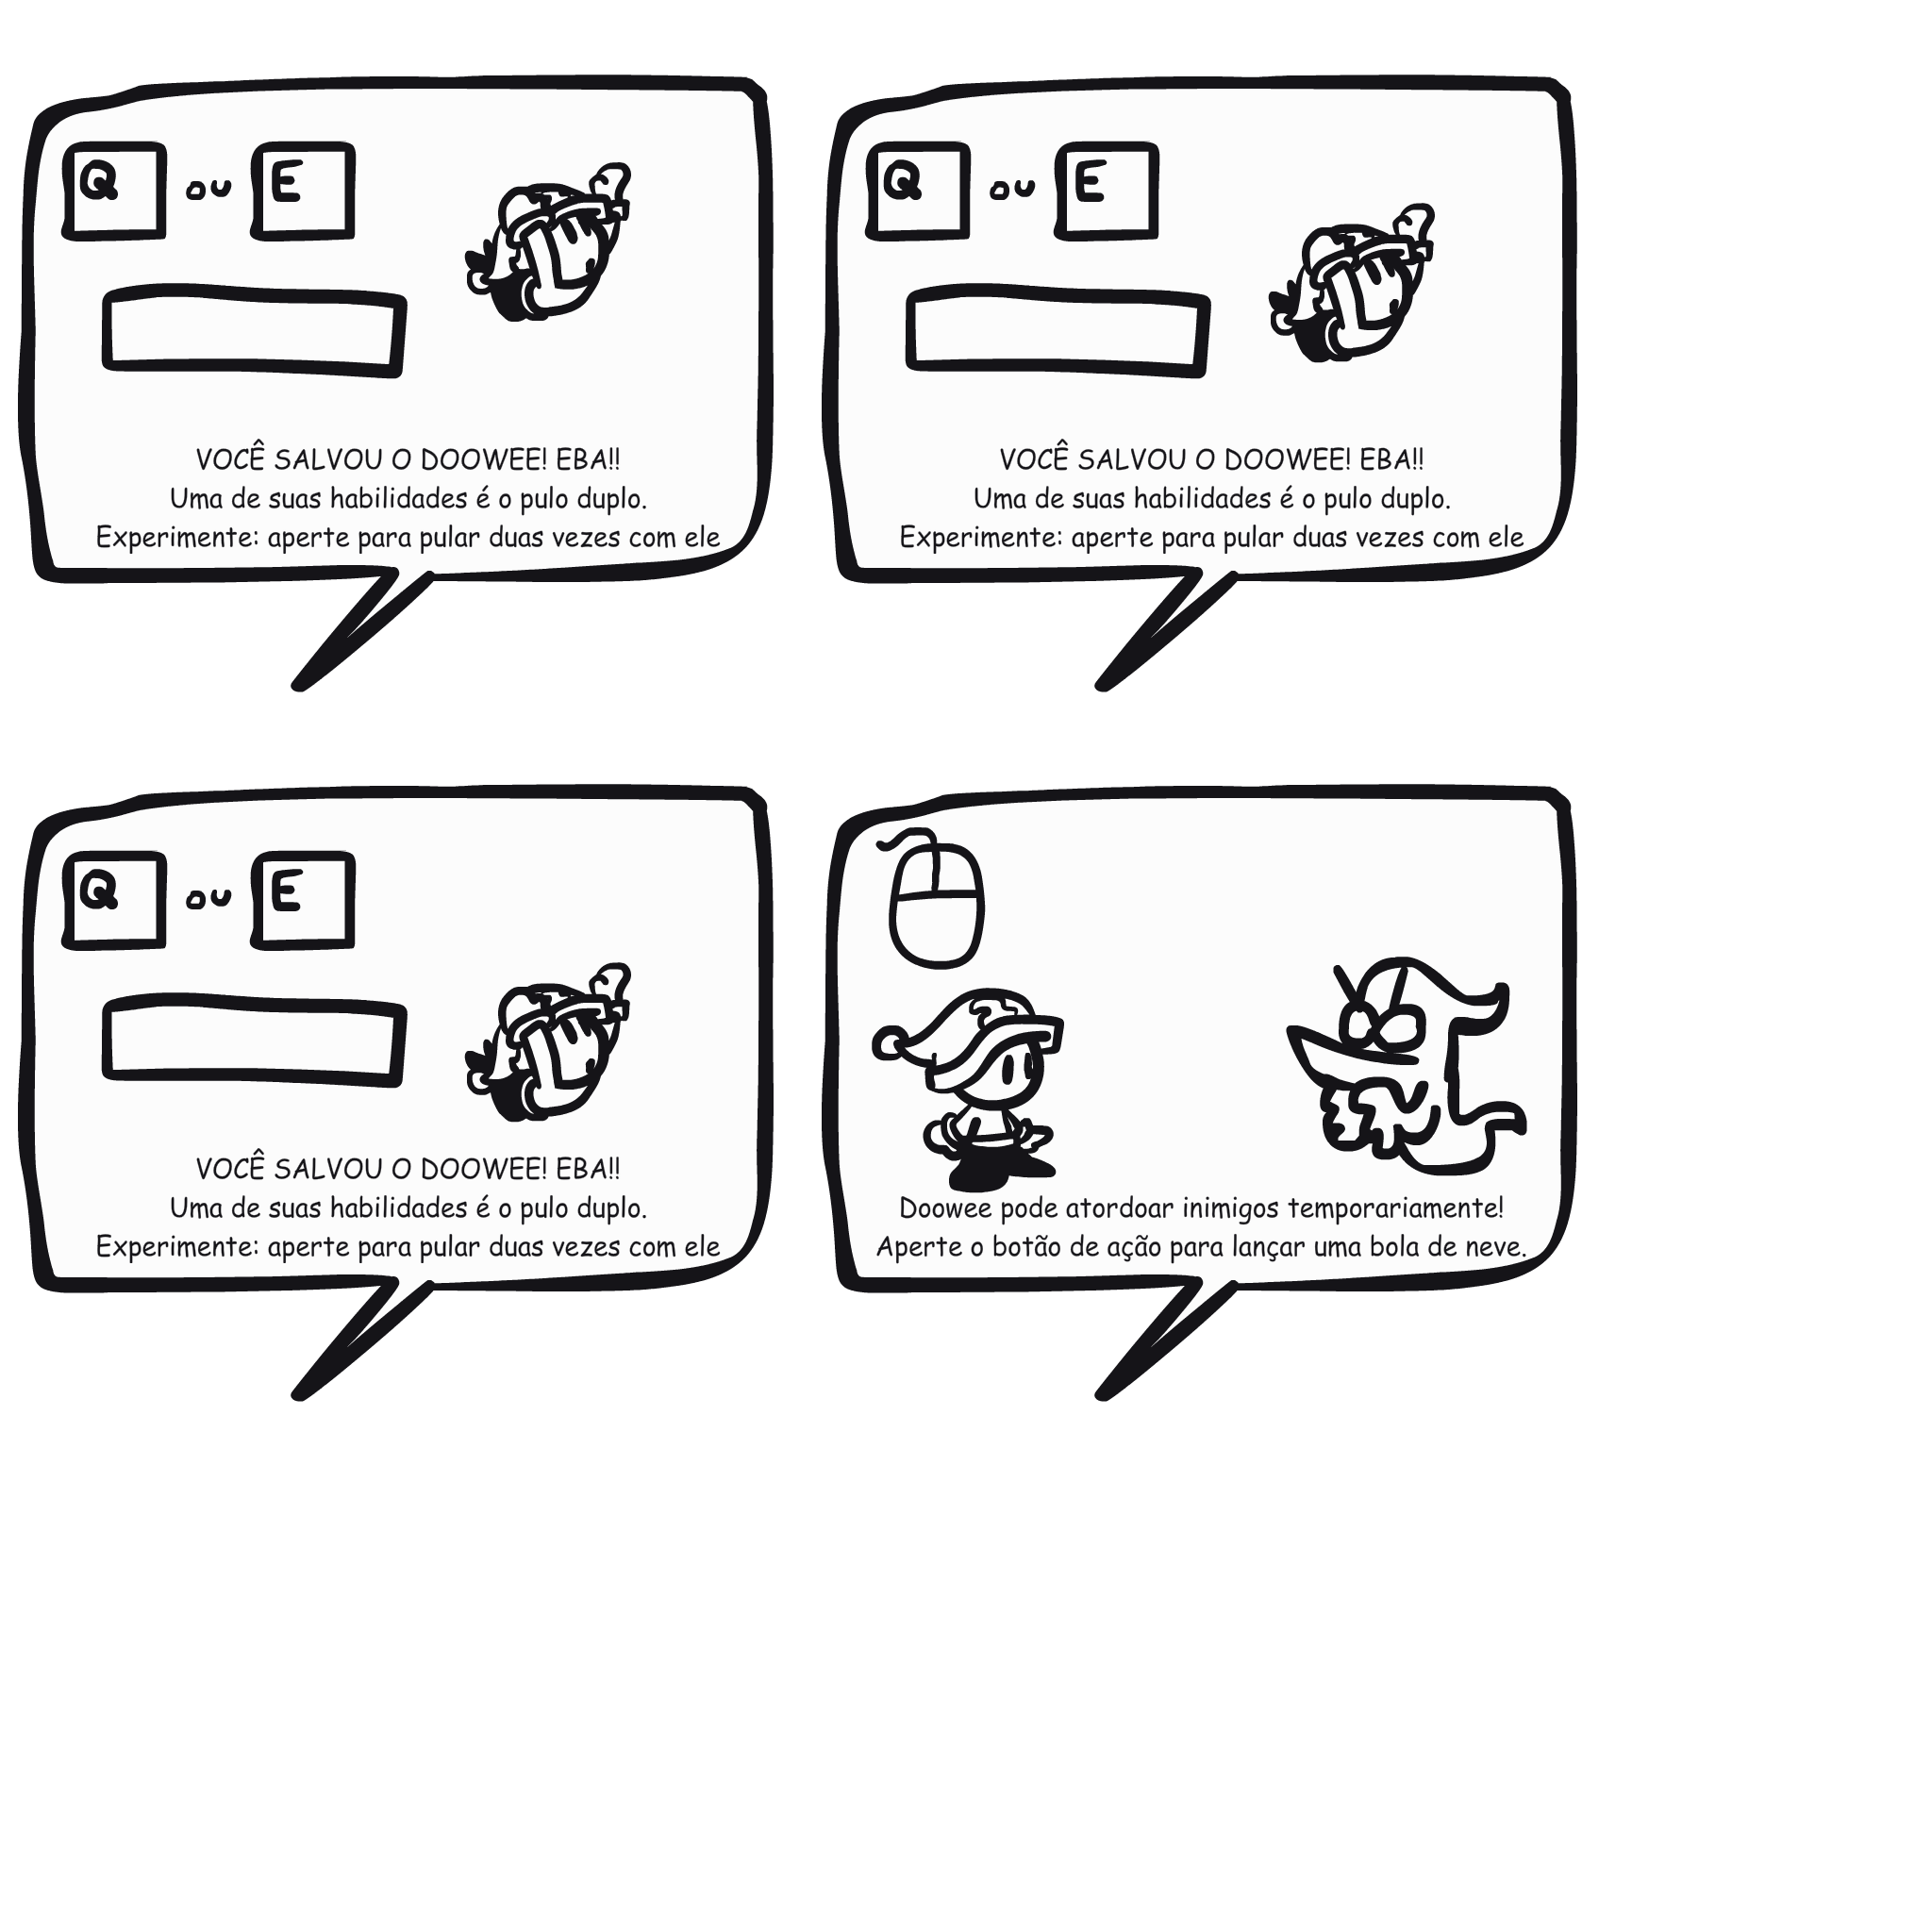 Q ou E
VOCÊ SALVOU O DOOWEE! EBA!!
Uma de suas habilidades é o pulo duplo.
Experimente: aperte para pular duas vezes com ele
Q ou E
VOCÊ SALVOU O DOOWEE! EBA!!
Uma de suas habilidades é o pulo duplo.
Experimente: aperte para pular duas vezes com ele
Q ou E
VOCÊ SALVOU O DOOWEE! EBA!!
Uma de suas habilidades é o pulo duplo.
Experimente: aperte para pular duas vezes com ele
Doowee pode atordoar inimigos temporariamente!
Aperte o botão de ação para lançar uma bola de neve.